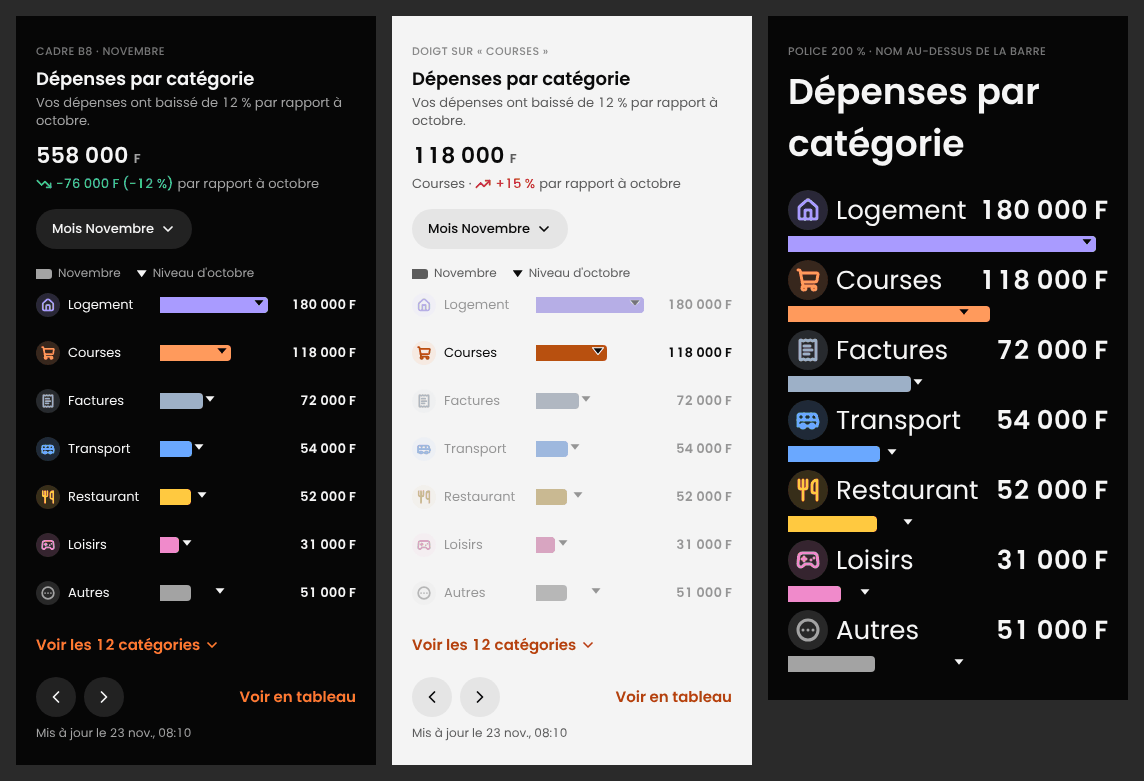 CADRE B8 · NOVEMBRE
Dépenses par catégorie
Vos dépenses ont baissé de 12 % par rapport à
octobre.
558 000 F
-76 000 F (-12 %) par rapport à octobre
Mois Novembre
Novembre Niveau d'octobre
Logement 180 000 F
Courses 118 000 F
Factures 72 000 F
Transport 54 000 F
Restaurant 52 000 F
Loisirs 31 000 F
Autres 51 000 F
Voir les 12 catégories
Voir en tableau
Mis à jour le 23 nov., 08:10
DOIGT SUR « COURSES »
Dépenses par catégorie
Vos dépenses ont baissé de 12 % par rapport à
octobre.
118 000 F
Courses · +15 % par rapport à octobre
Mois Novembre
Novembre Niveau d'octobre
Logement 180 000 F
Courses 118 000 F
Factures 72 000 F
Transport 54 000 F
Restaurant 52 000 F
Loisirs 31 000 F
Autres 51 000 F
Voir les 12 catégories
Voir en tableau
Mis à jour le 23 nov., 08:10
POLICE 200 % · NOM AU-DESSUS DE LA BARRE
Dépenses par
catégorie
Logement 180 000 F
Courses 118 000 F
Factures 72 000 F
Transport 54 000 F
Restaurant 52 000 F
Loisirs 31 000 F
Autres 51 000 F